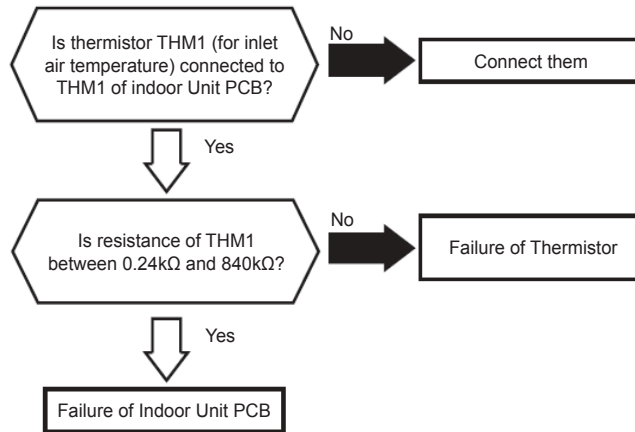 Is thermistor THM1 (for inlet
air temperature) connected to
THM1 of indoor Unit PCB?
No
Connect them
Yes
Is resistance of THM1
between 0.24kΩ and 840kΩ?
No
Failure of Thermistor
Yes
Failure of Indoor Unit PCB